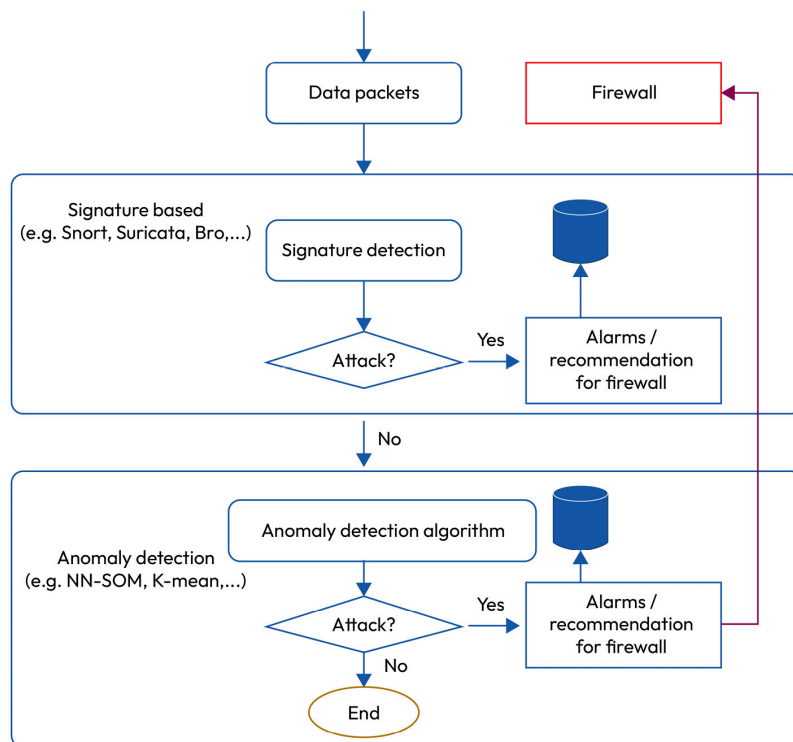 Data packets
Firewall
Signature based
(e.g. Snort, Suricata, Bro,...)
Signature detection
Attack?
Yes
Alarms /
recommendation
for firewall
No
Anomaly detection algorithm
Anomaly detection
(e.g. NN-SOM, K-mean,...)
Attack?
Yes
Alarms /
recommendation
for firewall
No
End